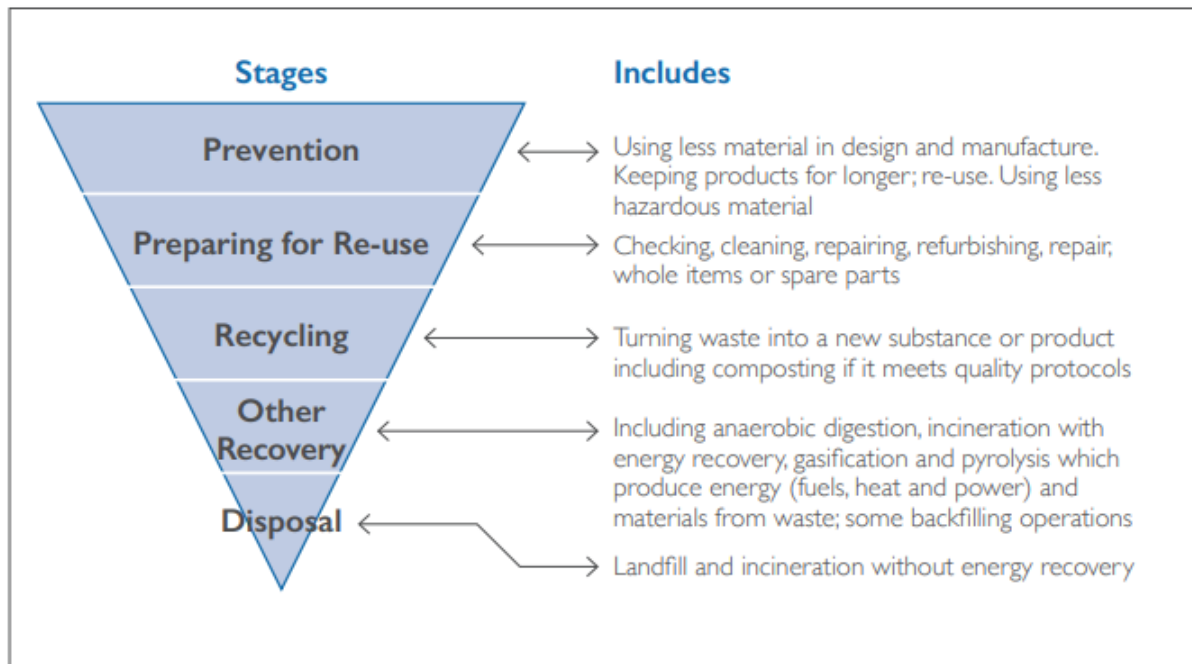 Stages
Includes
Prevention
Using less material in design and manufacture.
Keeping products for longer; re-use. Using less
hazardous material
Preparing for Re-use
Checking, cleaning, repairing, refurbishing, repair,
whole items or spare parts
Recycling
Turning waste into a new substance or product
including composting if it meets quality protocols
Other
Recovery
Including anaerobic digestion, incineration with
energy recovery, gasification and pyrolysis which
produce energy (fuels, heat and power) and
materials from waste; some backfilling operations
Disposal
Landfill and incineration without energy recovery